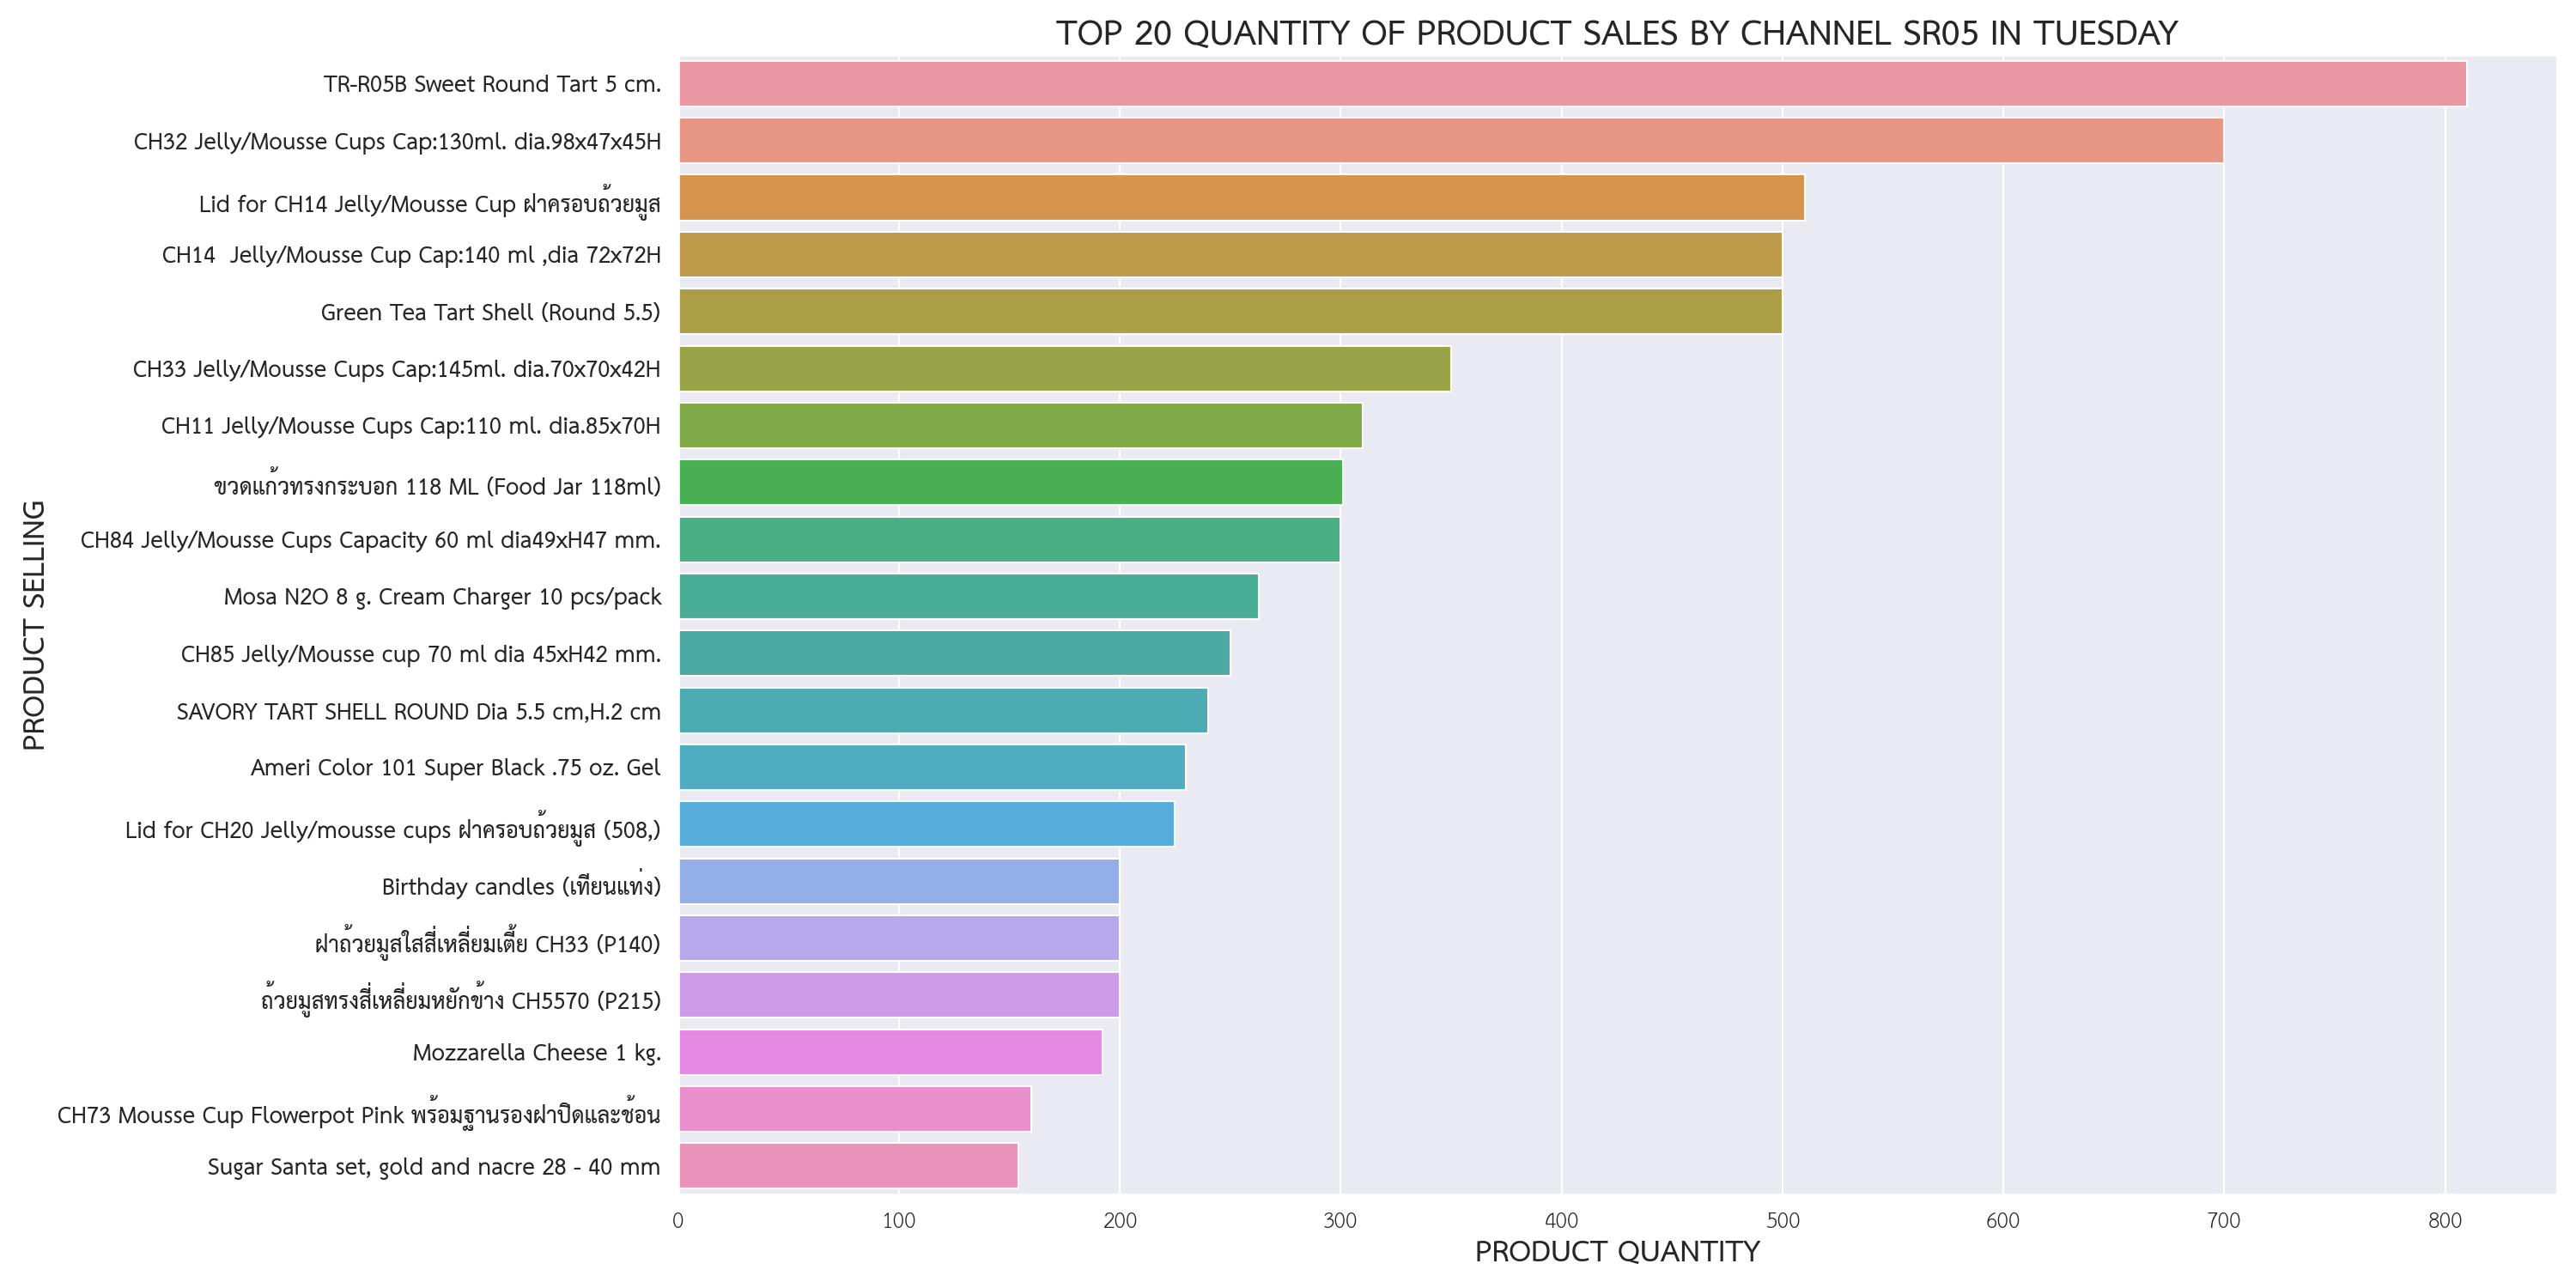 TOP 20 QUANTITY OF PRODUCT SALES BY CHANNEL SR05 IN TUESDAY
PRODUCT SELLING
TR-R05B Sweet Round Tart 5 cm.
CH32 Jelly/Mousse Cups Cap:130ml. dia.98x47x45H
Lid for CH14 Jelly/Mousse Cup ฝาครอบถ้วยมูส
CH14  Jelly/Mousse Cup Cap:140 ml ,dia 72x72H
Green Tea Tart Shell (Round 5.5)
CH33 Jelly/Mousse Cups Cap:145ml. dia.70x70x42H
CH11 Jelly/Mousse Cups Cap:110 ml. dia.85x70H
ขวดแก้วทรงกระบอก 118 ML (Food Jar 118ml)
CH84 Jelly/Mousse Cups Capacity 60 ml dia49xH47 mm.
Mosa N2O 8 g. Cream Charger 10 pcs/pack
CH85 Jelly/Mousse cup 70 ml dia 45xH42 mm.
SAVORY TART SHELL ROUND Dia 5.5 cm,H.2 cm
Ameri Color 101 Super Black .75 oz. Gel
Lid for CH20 Jelly/mousse cups ฝาครอบถ้วยมูส (508,)
Birthday candles (เทียนแท่ง)
ฝาถ้วยมูสใสสี่เหลี่ยมเตี้ย CH33 (P140)
ถ้วยมูสทรงสี่เหลี่ยมหยักข้าง CH5570 (P215)
Mozzarella Cheese 1 kg.
CH73 Mousse Cup Flowerpot Pink พร้อมฐานรองฝาปิดและช้อน
Sugar Santa set, gold and nacre 28 - 40 mm
0 100 200 300 400 500 600 700 800
PRODUCT QUANTITY